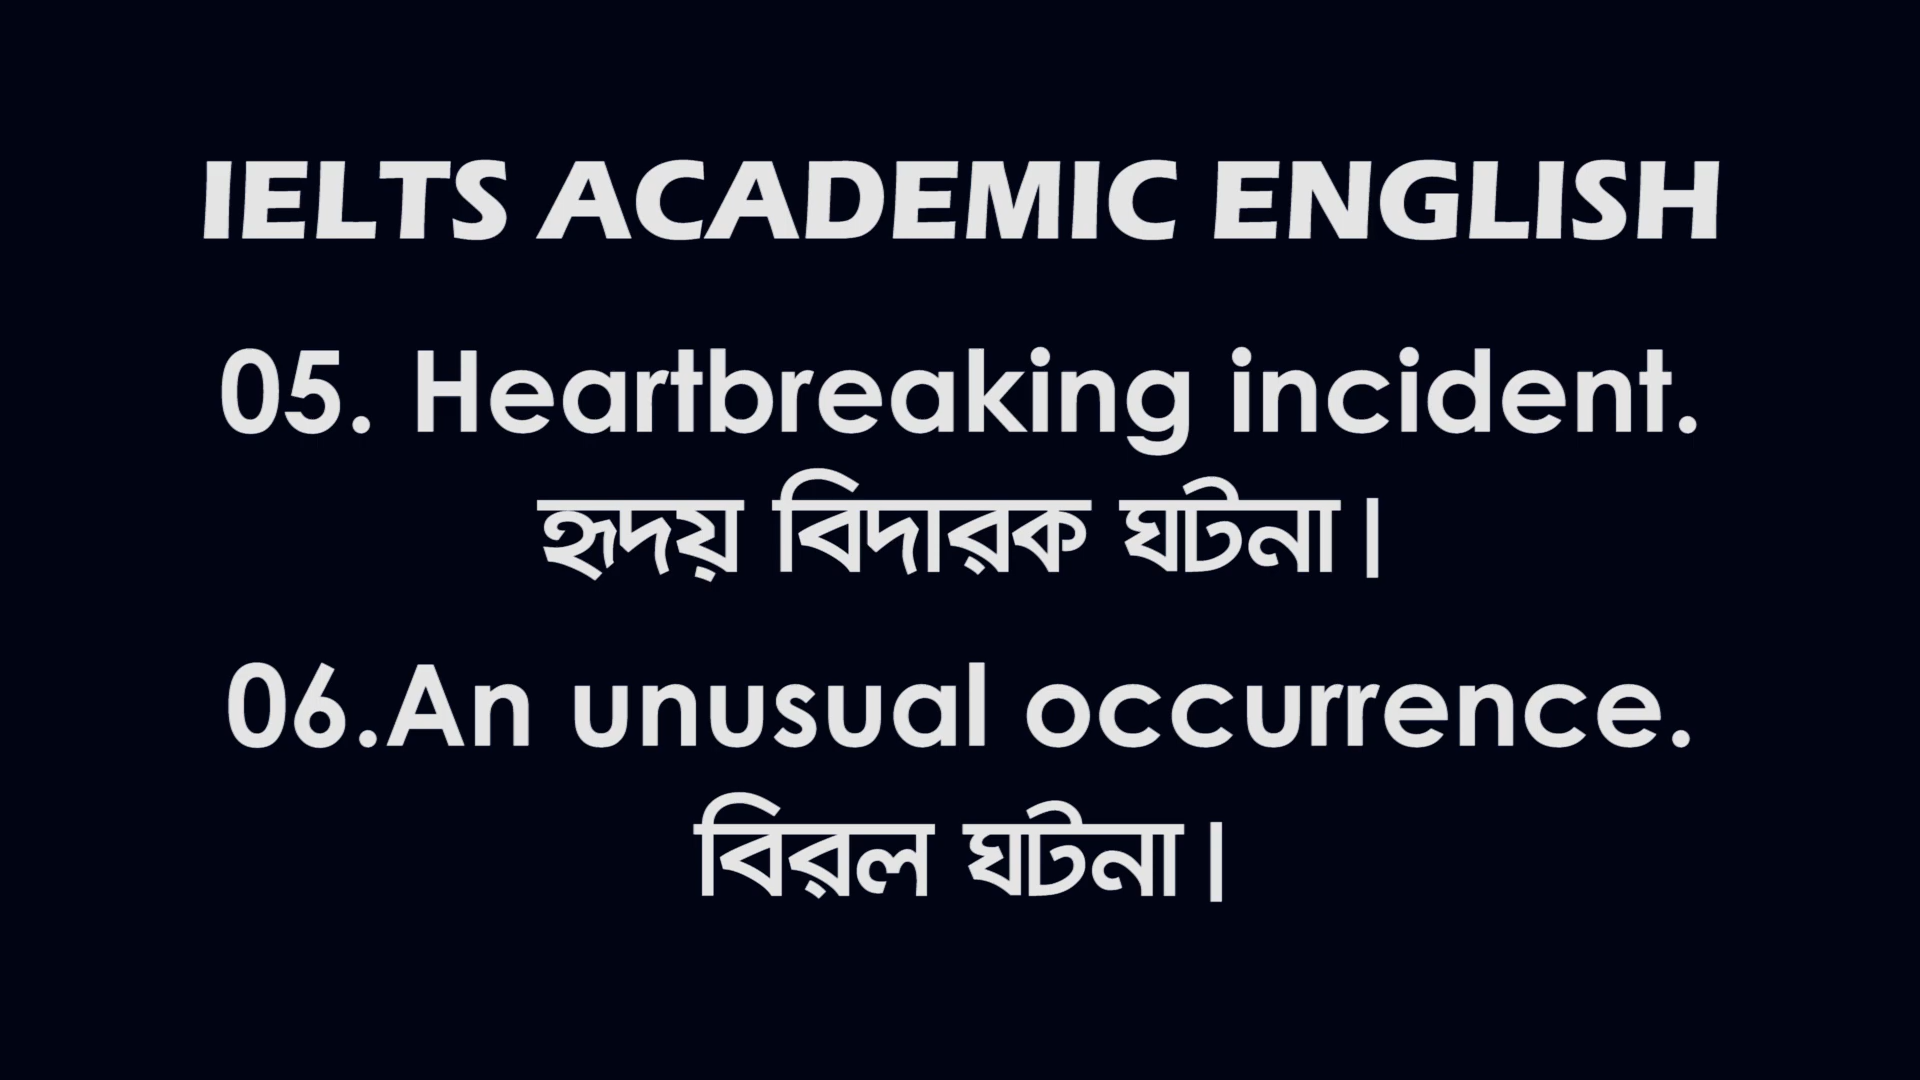 IELTS ACADEMIC ENGLISH
05. Heartbreaking incident.
হৃদয় বিদারক ঘটনা।
06.An unusual occurrence.
বিরল ঘটনা।